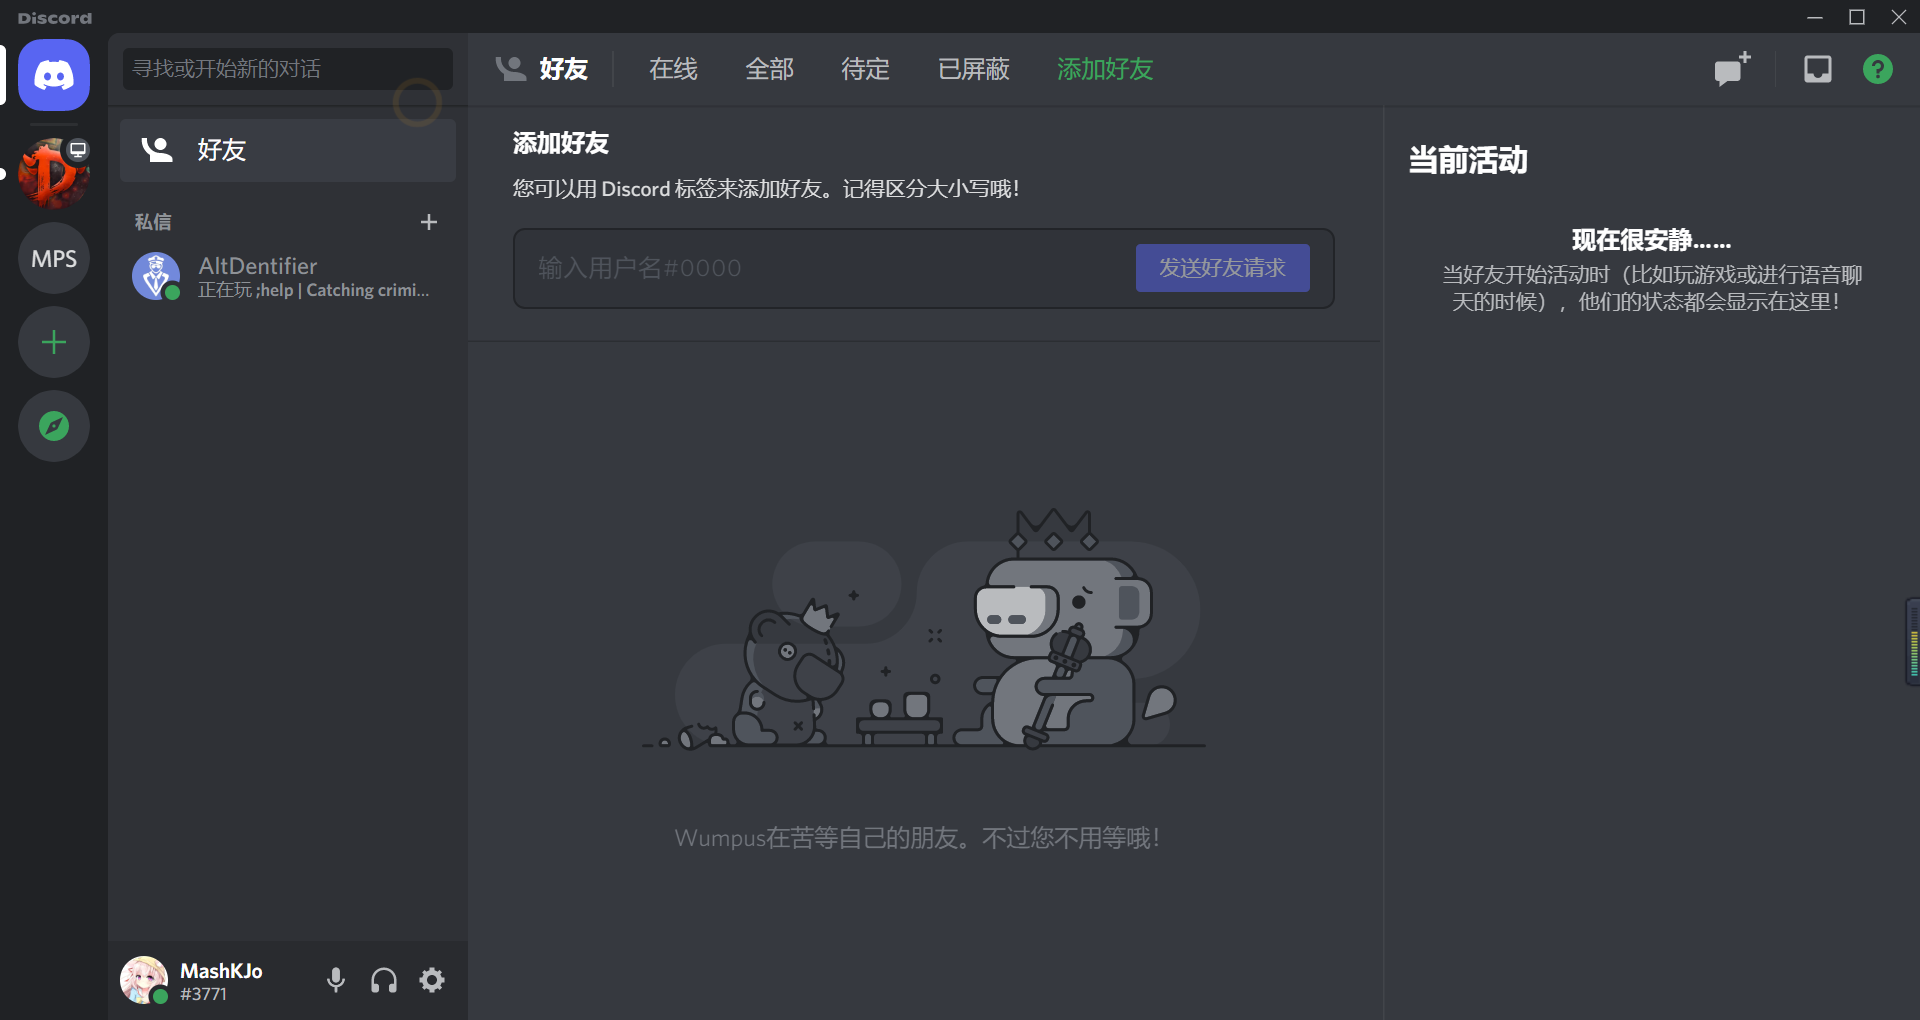 Discord
寻找或开始新的对话
好友
在线
全部
待定
已屏蔽
添加好友
MPS
好友
私信
AltDentifier
正在玩 ;help | Catching crimi...
添加好友
您可以用 Discord 标签来添加好友。记得区分大小写哦！
输入用户名#0000
发送好友请求
Wumpus在苦等自己的朋友。不过您不用等哦！
当前活动
现在很安静……
当好友开始活动时（比如玩游戏或进行语音聊
天的时候），他们的状态都会显示在这里！
MashKJo
#3771